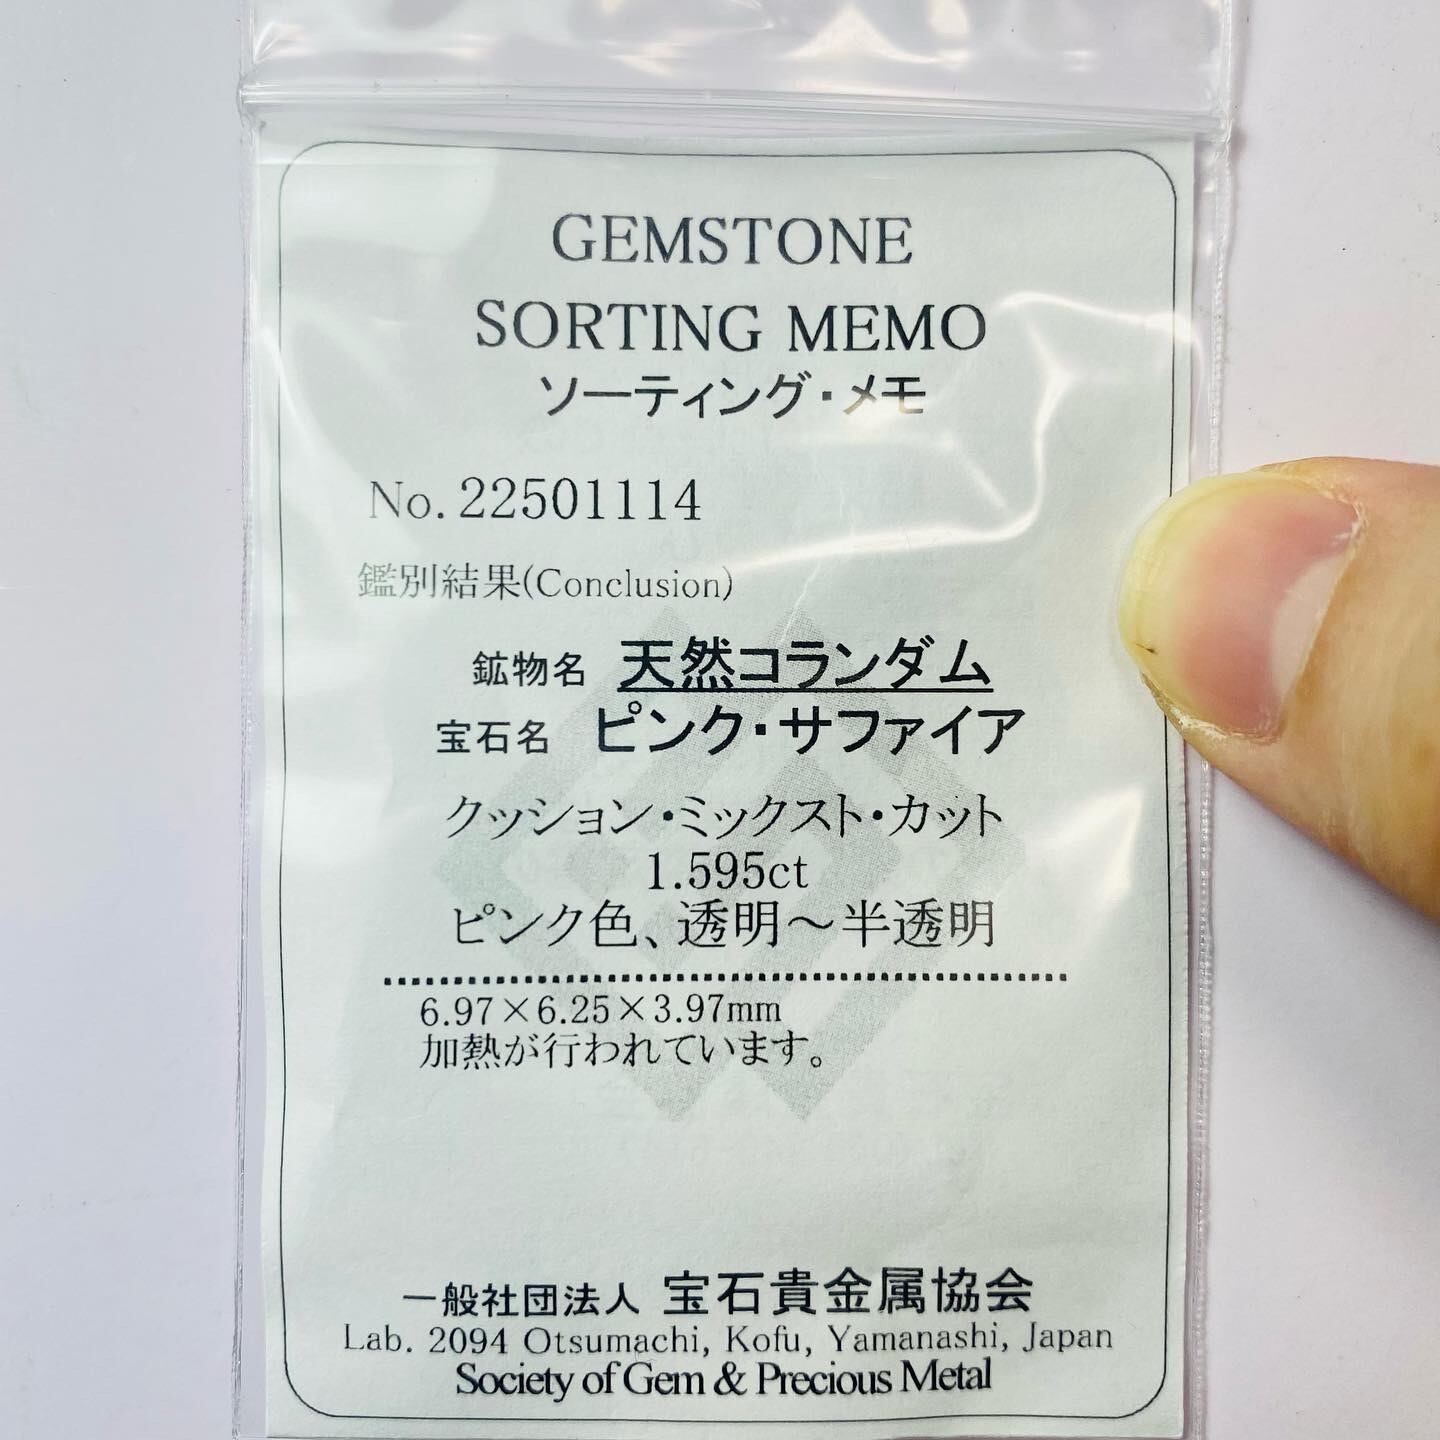 GEMSTONE
SORTING MEMO
ソーティング・メモ
No. 22501114
鑑別結果(Conclusion)
鉱物名 天然コランダム
宝石名 ピンク・サファイア
クッション・ミックスト・カット
1.595ct
ピンク色、透明～半透明
6.97×6.25×3.97mm
加熱が行われています。
一般社団法人 宝石貴金属協会
Lab. 2094 Otsumachi, Kofu, Yamanashi, Japan
Society of Gem & Precious Metal